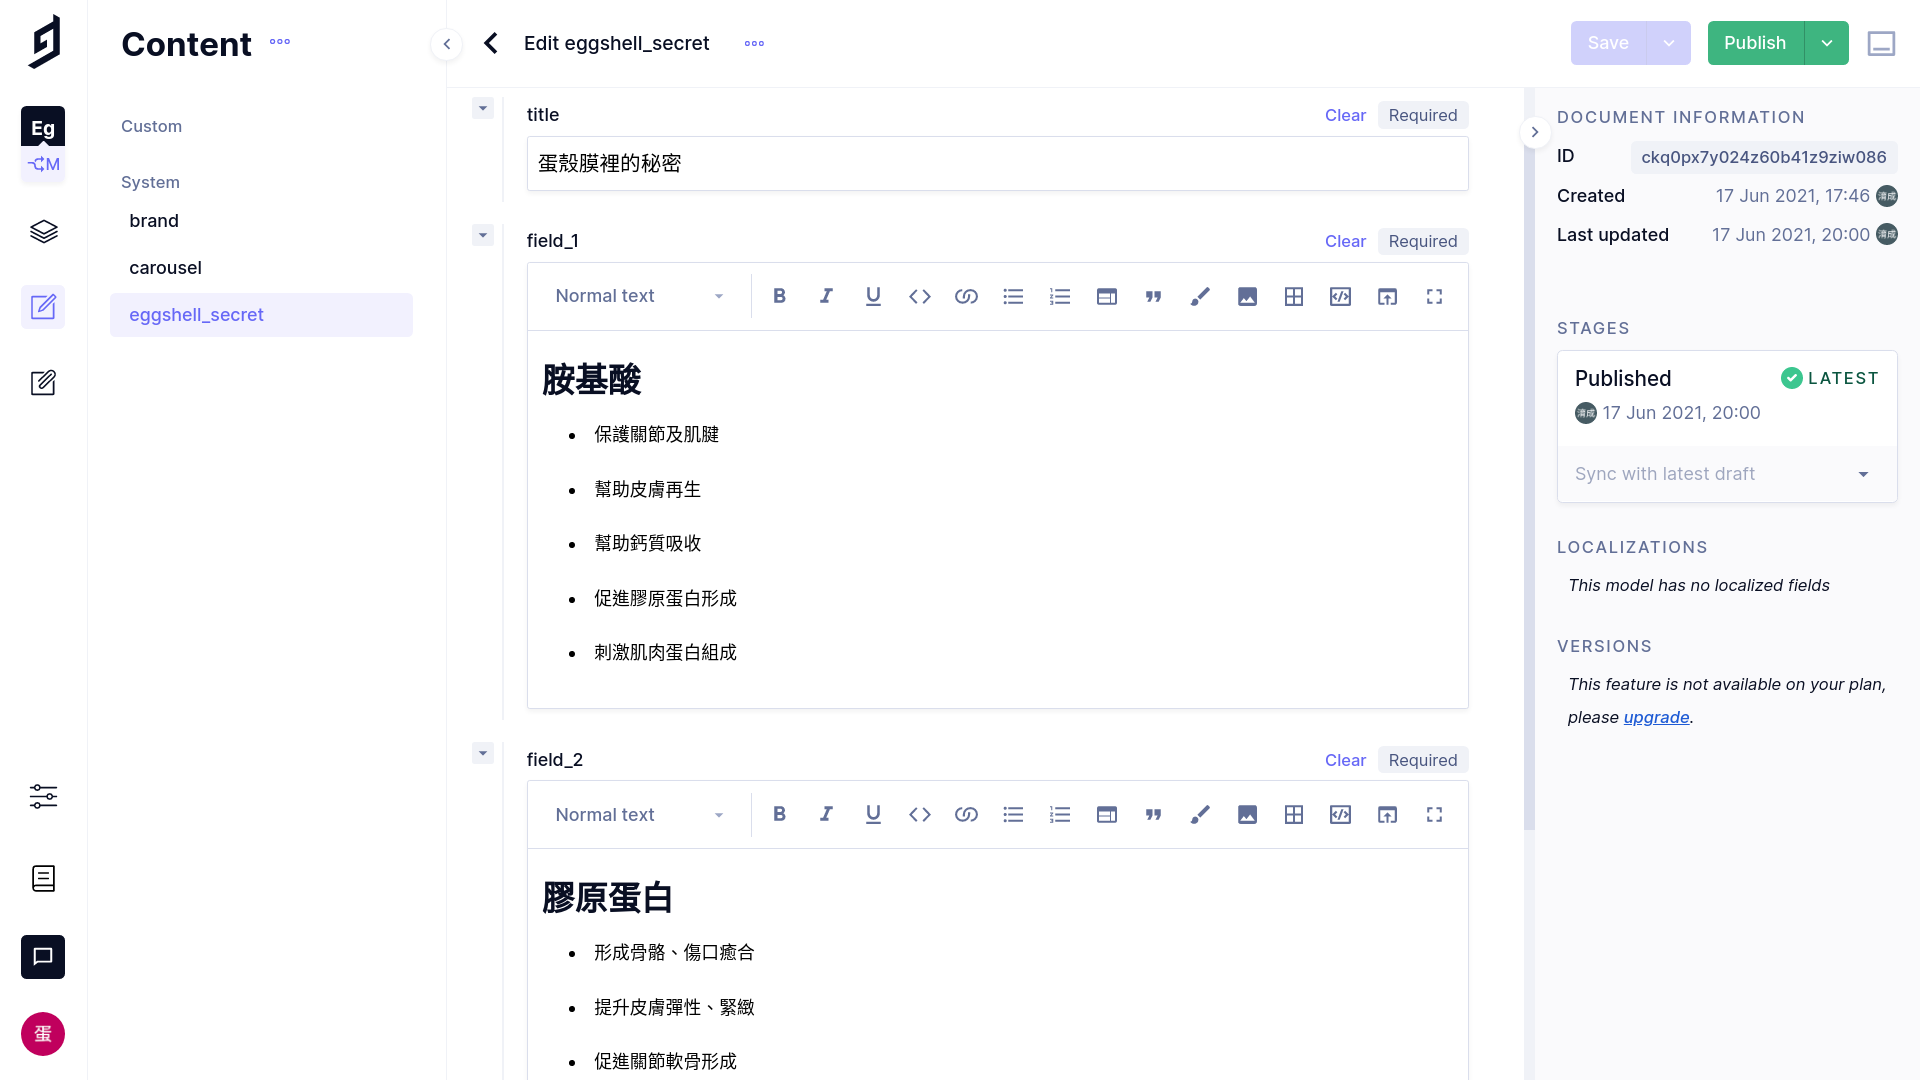 Content
Edit eggshell_secret
Save
Publish
Eg
M
Custom
System
brand
carousel
eggshell_secret
蛋
title
Clear
Required
蛋殼膜裡的秘密
field_1
Clear
Required
Normal text
胺基酸
保護關節及肌腱
幫助皮膚再生
幫助鈣質吸收
促進膠原蛋白形成
刺激肌肉蛋白組成
field_2
Clear
Required
Normal text
膠原蛋白
形成骨骼、傷口癒合
提升皮膚彈性、緊緻
促進關節軟骨形成
DOCUMENT INFORMATION
ID
ckq0px7y024z60b41z9ziw086
Created
17 Jun 2021, 17:46
Last updated
17 Jun 2021, 20:00
STAGES
Published
LATEST
17 Jun 2021, 20:00
Sync with latest draft
LOCALIZATIONS
This model has no localized fields
VERSIONS
This feature is not available on your plan,
please upgrade.